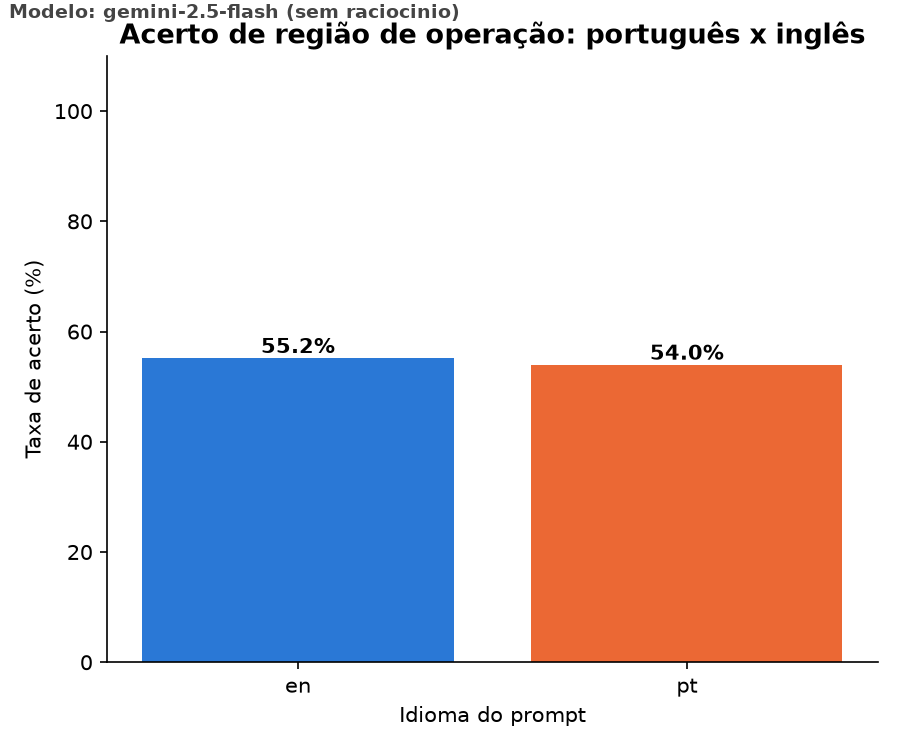 Modelo: gemini-2.5-flash (sem raciocinio)
Acerto de região de operação: português x inglês
Taxa de acerto (%)
100
80
60
40
20
0
55.2%
54.0%
en
pt
Idioma do prompt